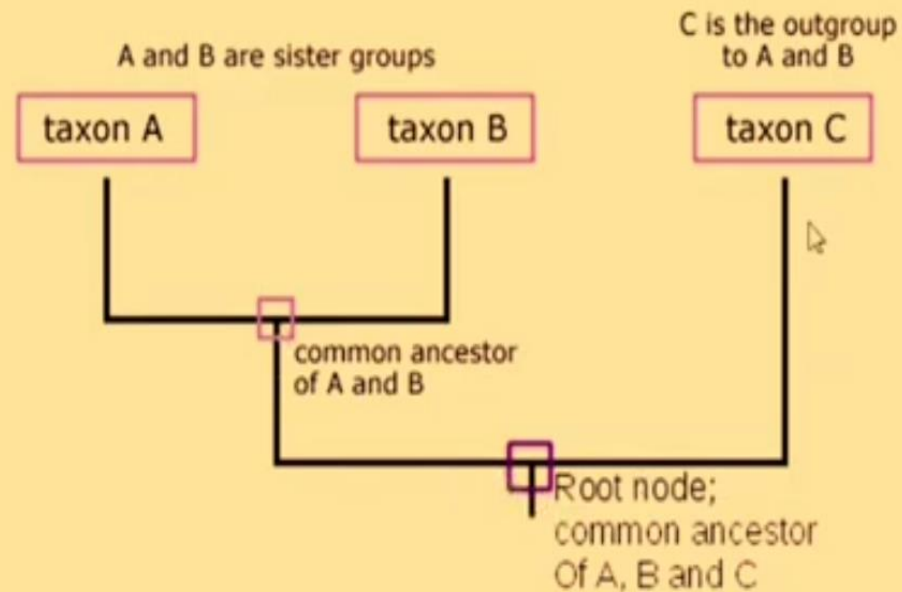 C is the outgroup
to A and B
A and B are sister groups
taxon A
taxon B
taxon C
common ancestor
of A and B
Root node;
common ancestor
Of A, B and C